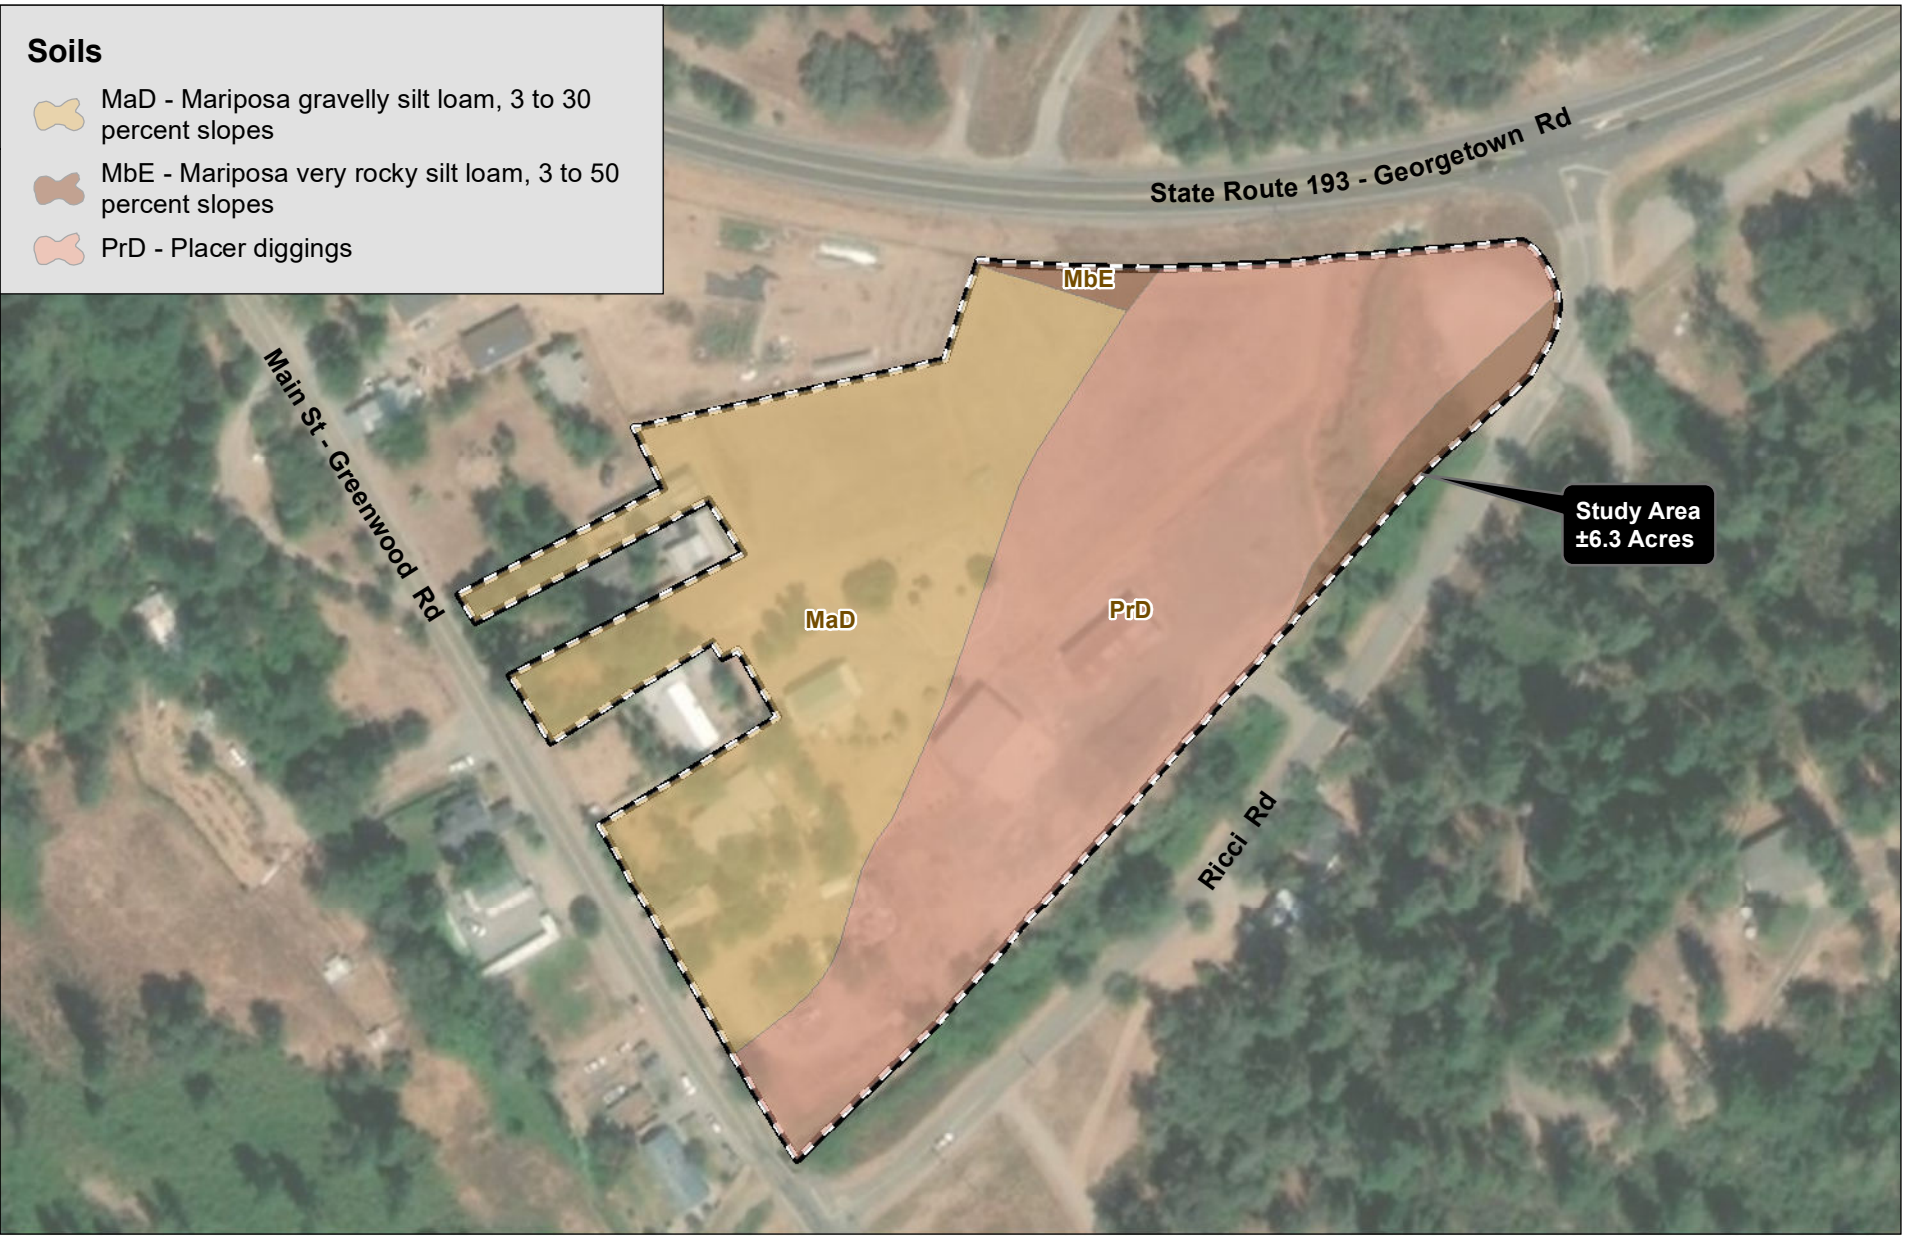 Soils
MaD - Mariposa gravelly silt loam, 3 to 30
percent slopes
MbE - Mariposa very rocky silt loam, 3 to 50
percent slopes
PrD - Placer diggings
State Route 193 - Georgetown Rd
MbE
Main St - Greenwood Rd
Study Area
±6.3 Acres
MaD
PrD
Ricci Rd